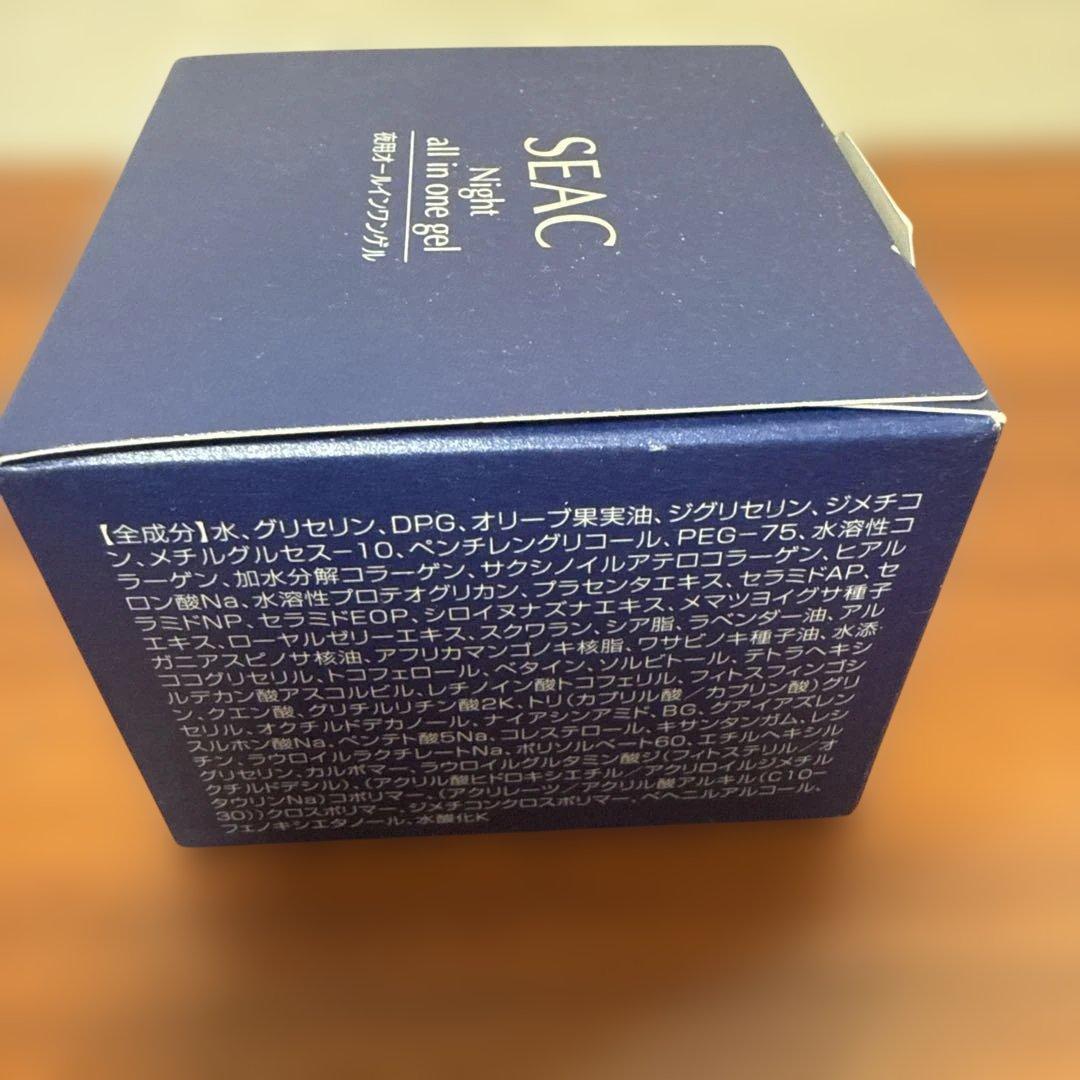 SEAC
Night
all in one gel
夜用オールインワンゲル
【全成分】水、グリセリン、DPG、オリーブ果実油、ジグリセリン、ジメチコ
ン、メチルグルセス-10、ペンチレングリコール、PEG-75、水溶性コ
ラーゲン、加水分解コラーゲン、サクシノイルアテロコラーゲン、ヒアル
ロン酸Na、水溶性プロテオグリカン、プラセンタエキス、セラミドAP、セ
ラミドNP、セラミドEOP、シロイヌナズナエキス、メマツヨイグサ種子
エキス、ローヤルゼリーエキス、スクワラン、シア脂、ラベンダー油、アル
ガニアスピノサ核油、アフリカマンゴノキ核脂、ワサビノキ種子油、水添
ココグリセリル、トコフェロール、ベタイン、ソルビトール、テトラヘキシ
ルデカン酸アスコルビル、レチノイン酸トコフェリル、フィトスフィンゴシ
ン、クエン酸、グリチルリチン酸2K、トリ(カプリル酸/カプリン酸)グリ
セリル、オクチルドデカノール、ナイアシンアミド、BG、グアイアズレン
スルホン酸Na、ペンテト酸5Na、コレステロール、キサンタンガム、レシ
チン、ラウロイルラクチレートNa、ポリソルベート60、エチルヘキシル
グリセリン、カルボマー、ラウロイルグルタミン酸ジ(フィトステリル/オ
クチルドデシル)、(アクリル酸ヒドロキシエチル/アクリロイルジメチル
タウリンNa)コポリマー、(アクリレーツ/アクリル酸アルキル(C10-
30))クロスポリマー、ジメチコンクロスポリマー、ベヘニルアルコール、
フェノキシエタノール、水酸化K